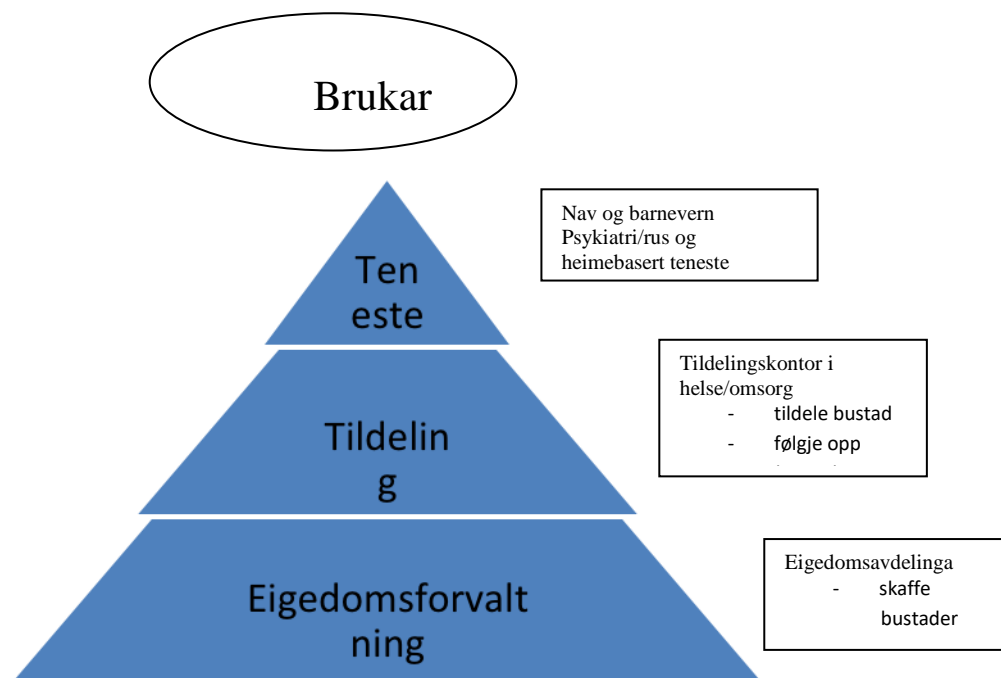 Brukar
Nav og barnevern
Psykiatri/rus og
heimebasert teneste
Ten
este
Tildelingskontor i
helse/omsorg
- tildele bustad
- følgje opp
Tildelin
g
Eigedomsavdelinga
- skaffe
bustader
Eigedomsforvalt
ning